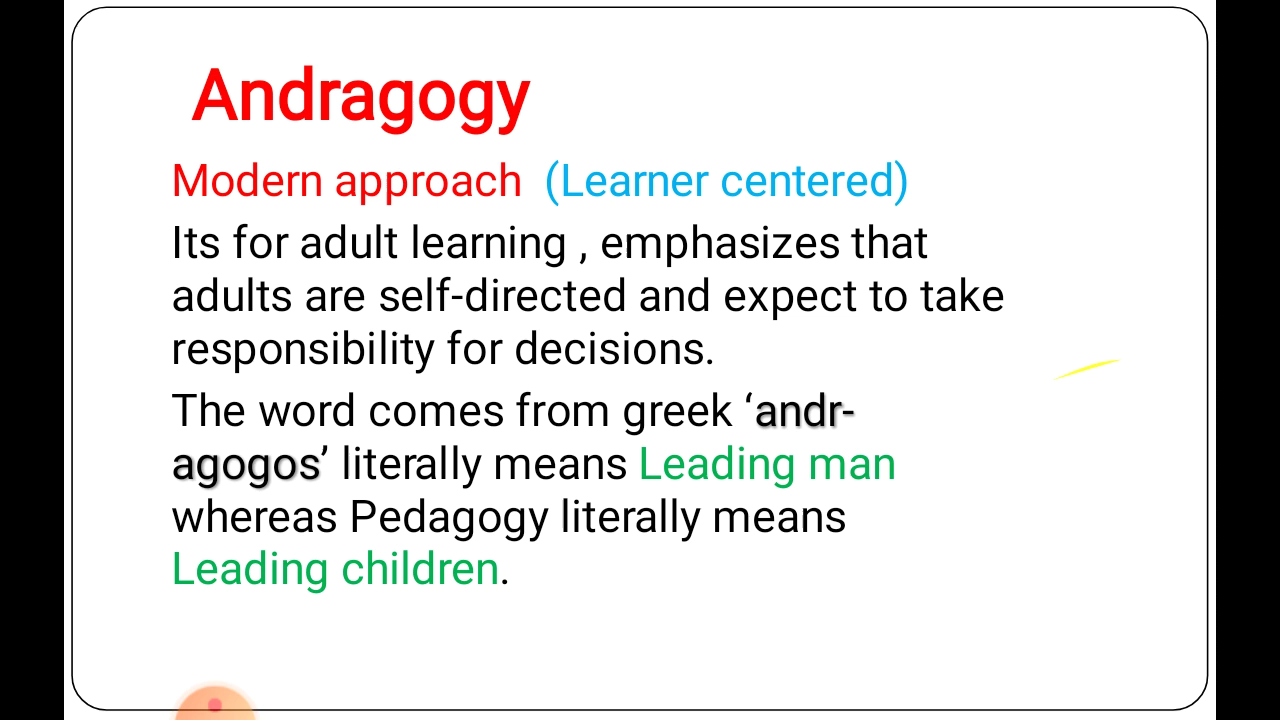 Andragogy
Modern approach (Learner centered)
Its for adult learning , emphasizes that
adults are self-directed and expect to take
responsibility for decisions.
The word comes from greek ‘andr-
agogos’ literally means Leading man
whereas Pedagogy literally means
Leading children.